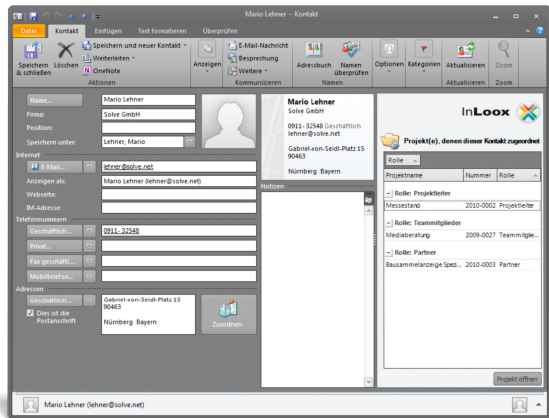 Mario Lehner - Kontakt
Datei Kontakt Einfügen Text formatieren Überprüfen
Speichern & schließen
Löschen
Speichern und neuer Kontakt
Weiterleiten
OneNote
Aktionen
Anzeigen
E-Mail-Nachricht
Besprechung
Weitere
Kommunizieren
Adressbuch
Namen überprüfen
Namen
Optionen
Kategorien
Aktualisieren
Aktualisieren
Zoom
Zoom
Name... Mario Lehner
Firma: Solve GmbH
Position:
Speichern unter: Lehner, Mario
Internet
E-Mail... lehner@solve.net
Anzeigen als: Mario Lehner (lehner@solve.net)
Webseite:
IM-Adresse:
Telefonnummern
Geschäftlich... 0911-32548
Privat...
Fax geschäftl....
Mobiltelefon...
Adressen
Geschäftlich...
Dies ist die
Postanschrift
Gabriel-von-Seidl-Platz 15
90463
Nürnberg Bayern
Zuordnen
Mario Lehner
Solve GmbH
0911-32548 Geschäftlich
lehner@solve.net
Gabriel-von-Seidl-Platz 15
90463
Nürnberg Bayern
Notizen
InLoox
Projekt(e), denen dieser Kontakt zugeordnet
Rolle
Projektname Nummer Rolle
Rolle: Projektleiter
Messestand 2010-0002 Projektleiter
Rolle: Teammitglieder
Mediaberatung 2009-0027 Teammitglie...
Rolle: Partner
Bausammelanzeige Spezi... 2010-0003 Partner
Projekt öffnen
Mario Lehner (lehner@solve.net)